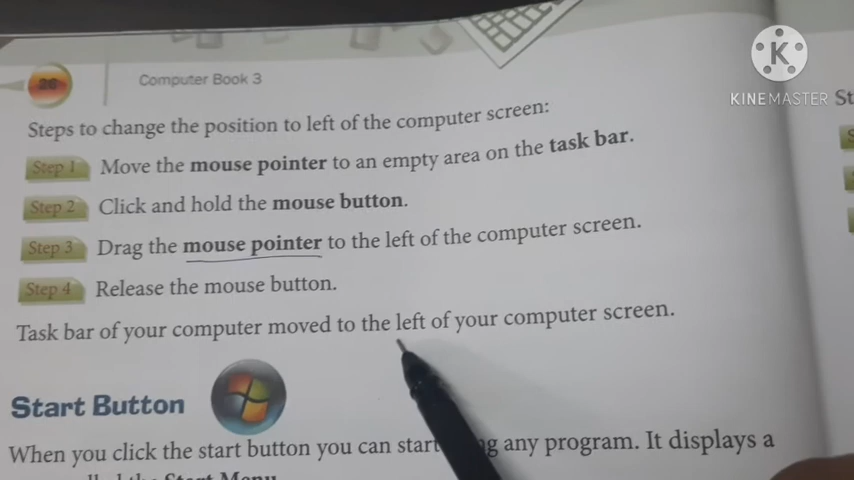 26
Computer Book 3
KINEMASTER
Steps to change the position to left of the computer screen:
Step 1 Move the mouse pointer to an empty area on the task bar.
Step 2 Click and hold the mouse button.
Step 3 Drag the mouse pointer to the left of the computer screen.
Step 4 Release the mouse button.
Task bar of your computer moved to the left of your computer screen.
Start Button
When you click the start button you can start any program. It displays a
the Start Menu